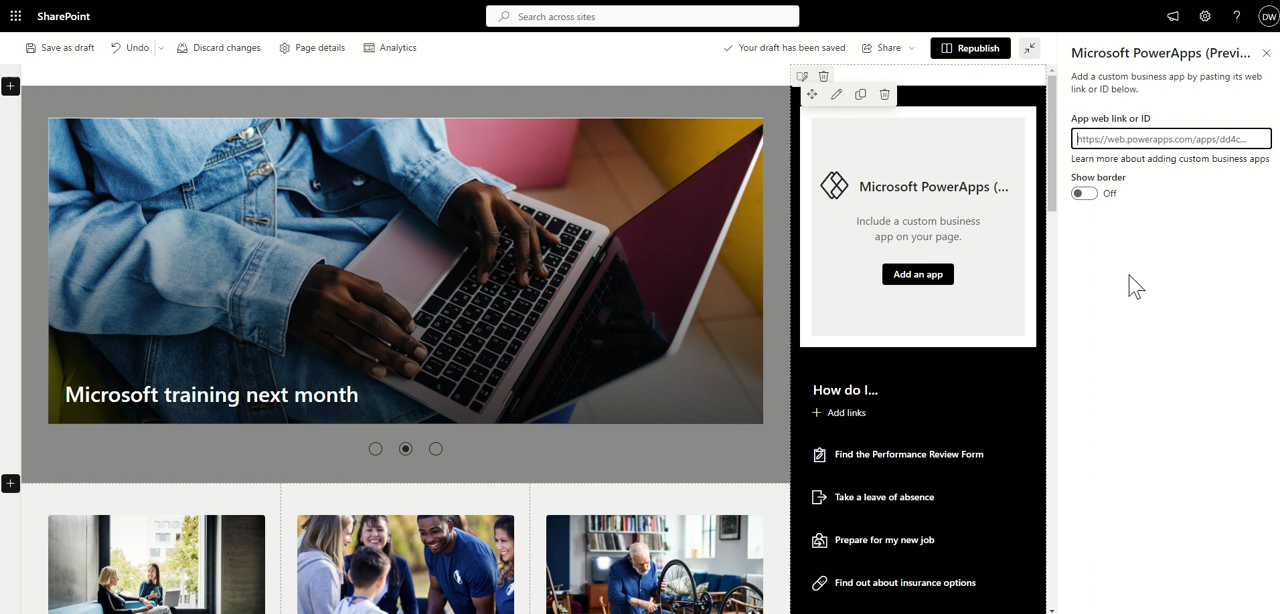 SharePoint
Search across sites
DW
Save as draft
Undo
Discard changes
Page details
Analytics
Your draft has been saved
Share
Republish
Microsoft PowerApps (Previ...
Add a custom business app by pasting its web
link or ID below.
App web link or ID
https://web.powerapps.com/apps/dd4c...
Learn more about adding custom business apps
Show border
Off
Microsoft training next month
Microsoft PowerApps (...
Include a custom business
app on your page.
Add an app
How do I...
Add links
Find the Performance Review Form
Take a leave of absence
Prepare for my new job
Find out about insurance options